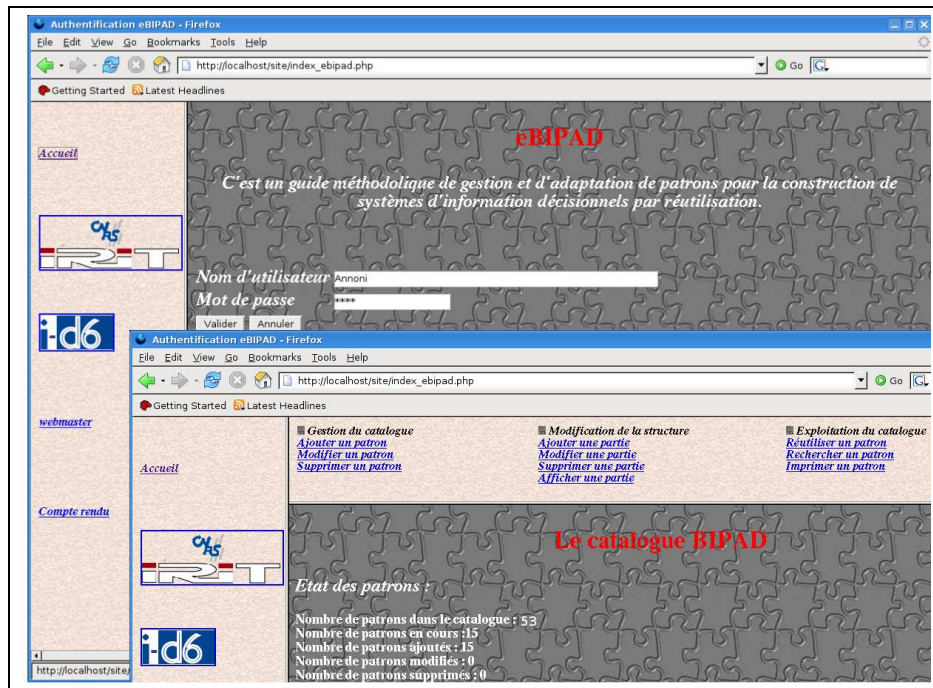 Authentification eBIPAD - Firefox
File Edit View Go Bookmarks Tools Help
http://localhost/site/index_ebipad.php
Go
Getting Started Latest Headlines
Accueil
CNRS
IRIT
i-d6
webmaster
Compte rendu
eBIPAD
C'est un guide méthodolique de gestion et d'adaptation de patrons pour la construction de
systèmes d'information décisionnels par réutilisation.
Nom d'utilisateur Annoni
Mot de passe ****
Valider Annuler
http://localhost/site/
Authentification eBIPAD - Firefox
File Edit View Go Bookmarks Tools Help
http://localhost/site/index_ebipad.php
Go
Getting Started Latest Headlines
Accueil
CNRS
IRIT
i-d6
Gestion du catalogue
Ajouter un patron
Modifier un patron
Supprimer un patron
Modification de la structure
Ajouter une partie
Modifier une partie
Supprimer une partie
Afficher une partie
Exploitation du catalogue
Réutiliser un patron
Rechercher un patron
Imprimer un patron
Le catalogue BIPAD
Etat des patrons :
Nombre de patrons dans le catalogue : 53
Nombre de patrons en cours :15
Nombre de patrons ajoutés : 15
Nombre de patrons modifiés : 0
Nombre de patrons supprimés : 0